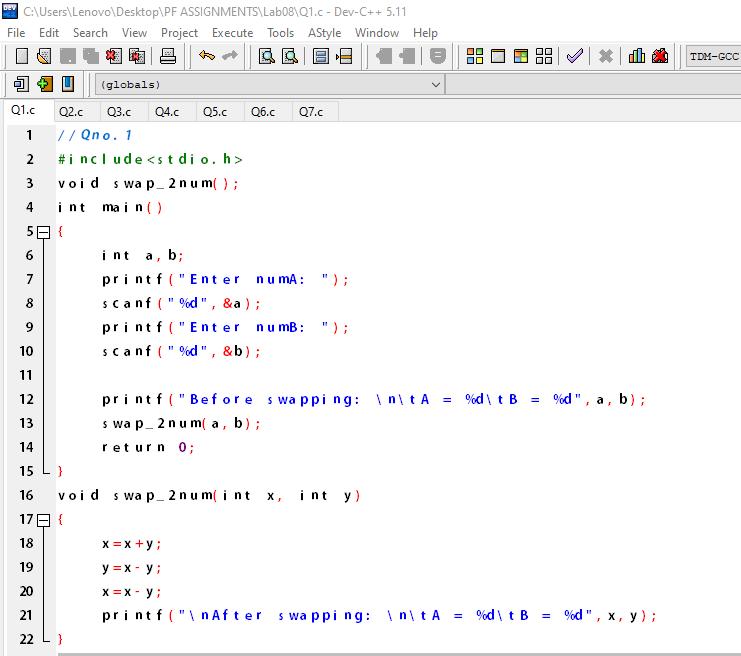 C:\Users\Lenovo\Desktop\PF ASSIGNMENTS\Lab08\Q1.c - Dev-C++ 5.11
File Edit Search View Project Execute Tools AStyle Window Help
TDM-GCC
(globals)
Q1.c Q2.c Q3.c Q4.c Q5.c Q6.c Q7.c
1 //Qno.1
2 #include<stdio.h>
3 void swap_2num();
4 int main()
5 {
6 int a,b;
7 printf("Enter numA: ");
8 scanf("%d",&a);
9 printf("Enter numB: ");
10 scanf("%d",&b);
11
12 printf("Before swapping: \n\tA = %d\tB = %d",a,b);
13 swap_2num(a,b);
14 return 0;
15 }
16 void swap_2num(int x, int y)
17 {
18 x=x+y;
19 y=x-y;
20 x=x-y;
21 printf("\nAfter swapping: \n\tA = %d\tB = %d",x,y);
22 }